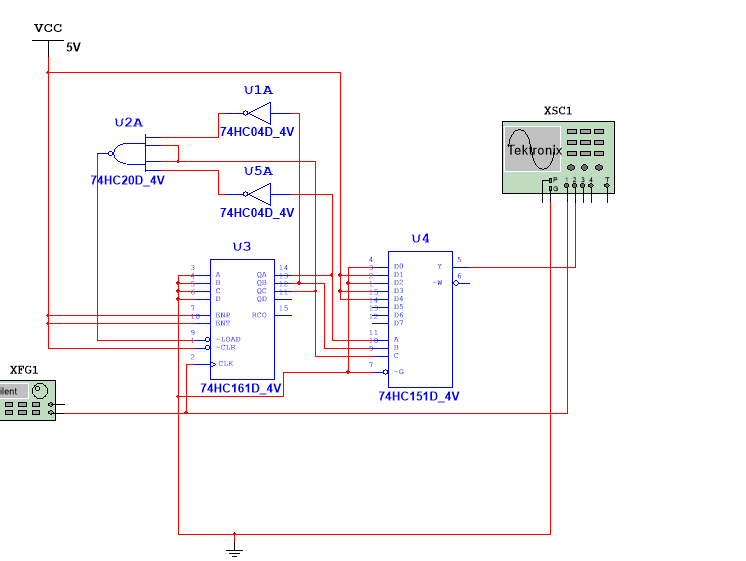 VCC
5V
U1A
74HC04D_4V
U2A
74HC20D_4V
U5A
74HC04D_4V
XSC1
Tektronix
P
G
1 2 3 4
T
U3
3 A QA 14
4 B QB 13
5 C QC 12
6 D QD 11
7 ENP RCO 15
10 ENT
9 ~LOAD
1 ~CLR
2 CLK
74HC161D_4V
U4
4 D0 Y 5
3 D1
2 D2 ~W 6
1 D3
15 D4
14 D5
13 D6
12 D7
11 A
10 B
9 C
7 ~G
74HC151D_4V
XFG1
ilent